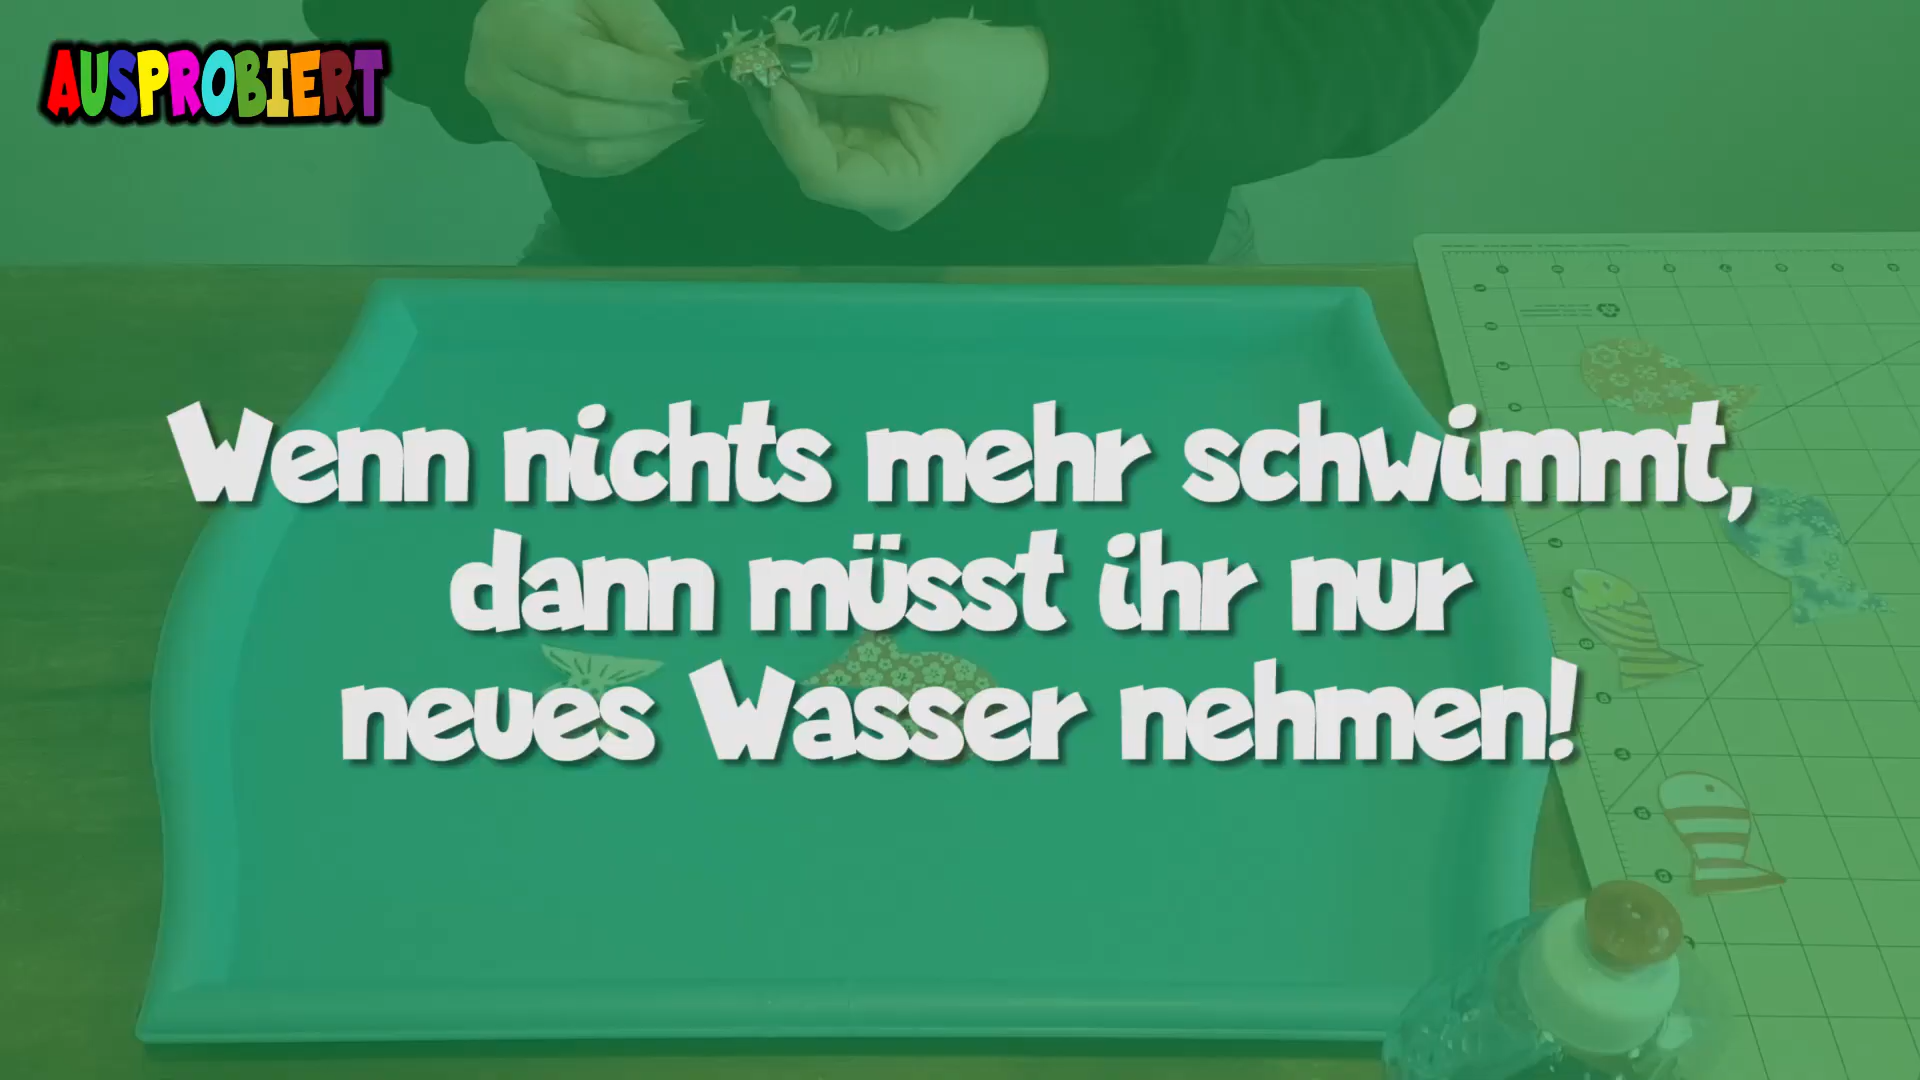 AUSPROBIERT
Wenn nichts mehr schwimmt,
dann müsst ihr nur
neues Wasser nehmen!